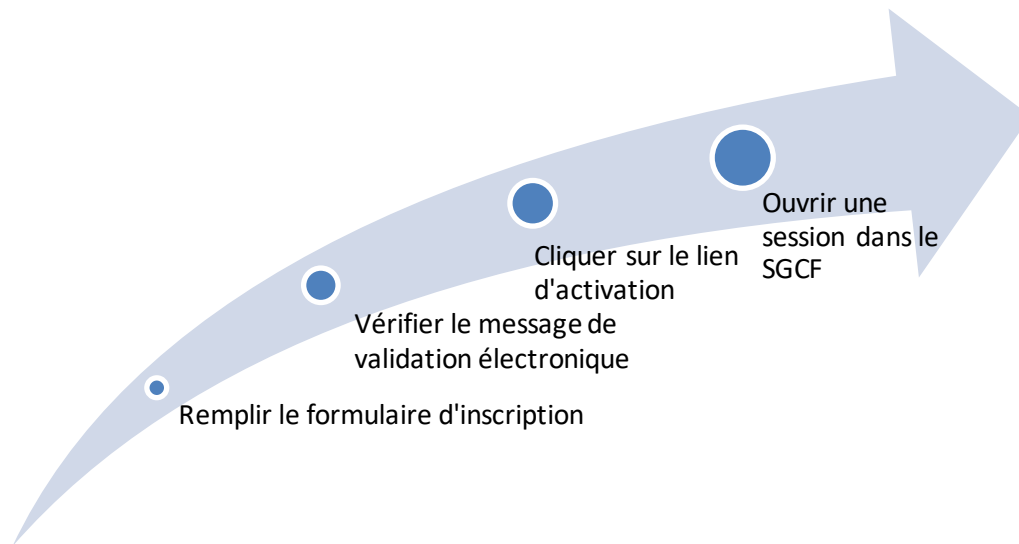 Ouvrir une
session dans le
SGCF
Cliquer sur le lien
d'activation
Vérifier le message de
validation électronique
Remplir le formulaire d'inscription